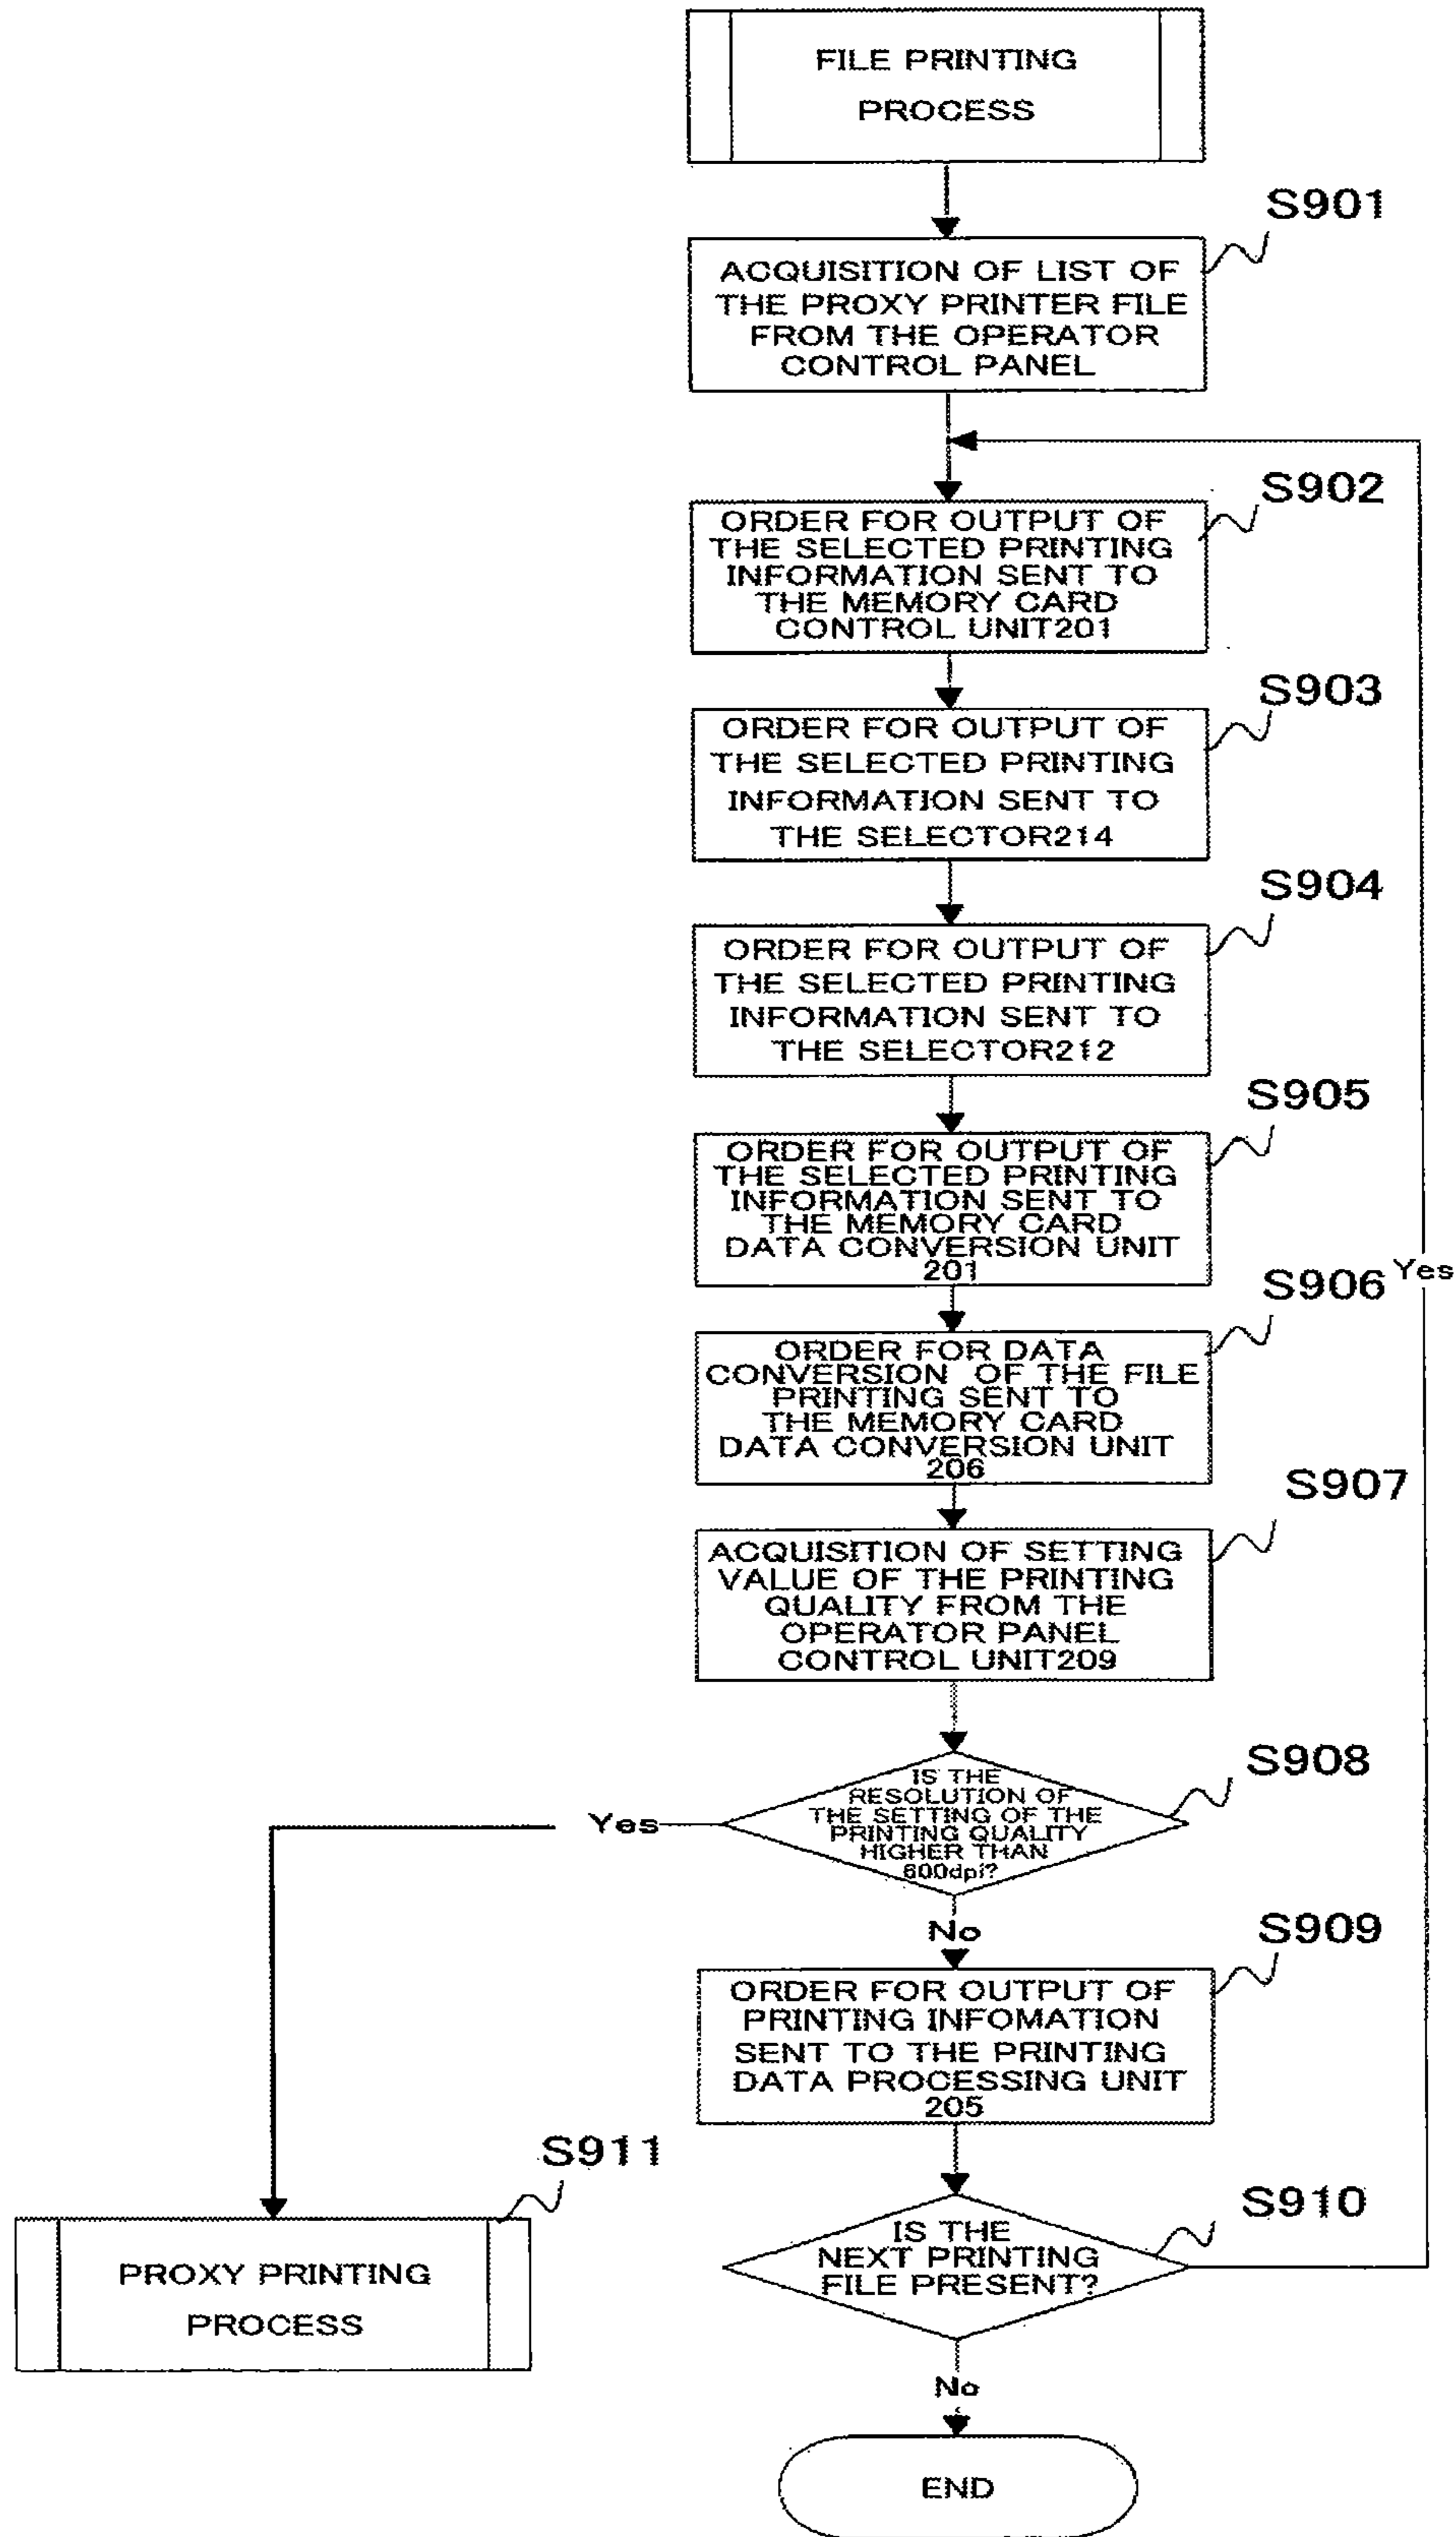 FILE PRINTING
PROCESS
S901
ACQUISITION OF LIST OF
THE PROXY PRINTER FILE
FROM THE OPERATOR
CONTROL PANEL
S902
ORDER FOR OUTPUT OF
THE SELECTED PRINTING
INFORMATION SENT TO
THE MEMORY CARD
CONTROL UNIT201
S903
ORDER FOR OUTPUT OF
THE SELECTED PRINTING
INFORMATION SENT TO
THE SELECTOR214
S904
ORDER FOR OUTPUT OF
THE SELECTED PRINTING
INFORMATION SENT TO
THE SELECTOR212
S905
ORDER FOR OUTPUT OF
THE SELECTED PRINTING
INFORMATION SENT TO
THE MEMORY CARD
DATA CONVERSION UNIT
201
Yes
S906
ORDER FOR DATA
CONVERSION OF THE FILE
PRINTING SENT TO
THE MEMORY CARD
DATA CONVERSION UNIT
206
S907
ACQUISITION OF SETTING
VALUE OF THE PRINTING
QUALITY FROM THE
OPERATOR PANEL
CONTROL UNIT209
S908
IS THE
RESOLUTION OF
THE SETTING OF THE
PRINTING QUALITY
HIGHER THAN
600dpi?
Yes
No
S909
ORDER FOR OUTPUT OF
PRINTING INFOMATION
SENT TO THE PRINTING
DATA PROCESSING UNIT
205
S911
PROXY PRINTING
PROCESS
S910
IS THE
NEXT PRINTING
FILE PRESENT?
No
END